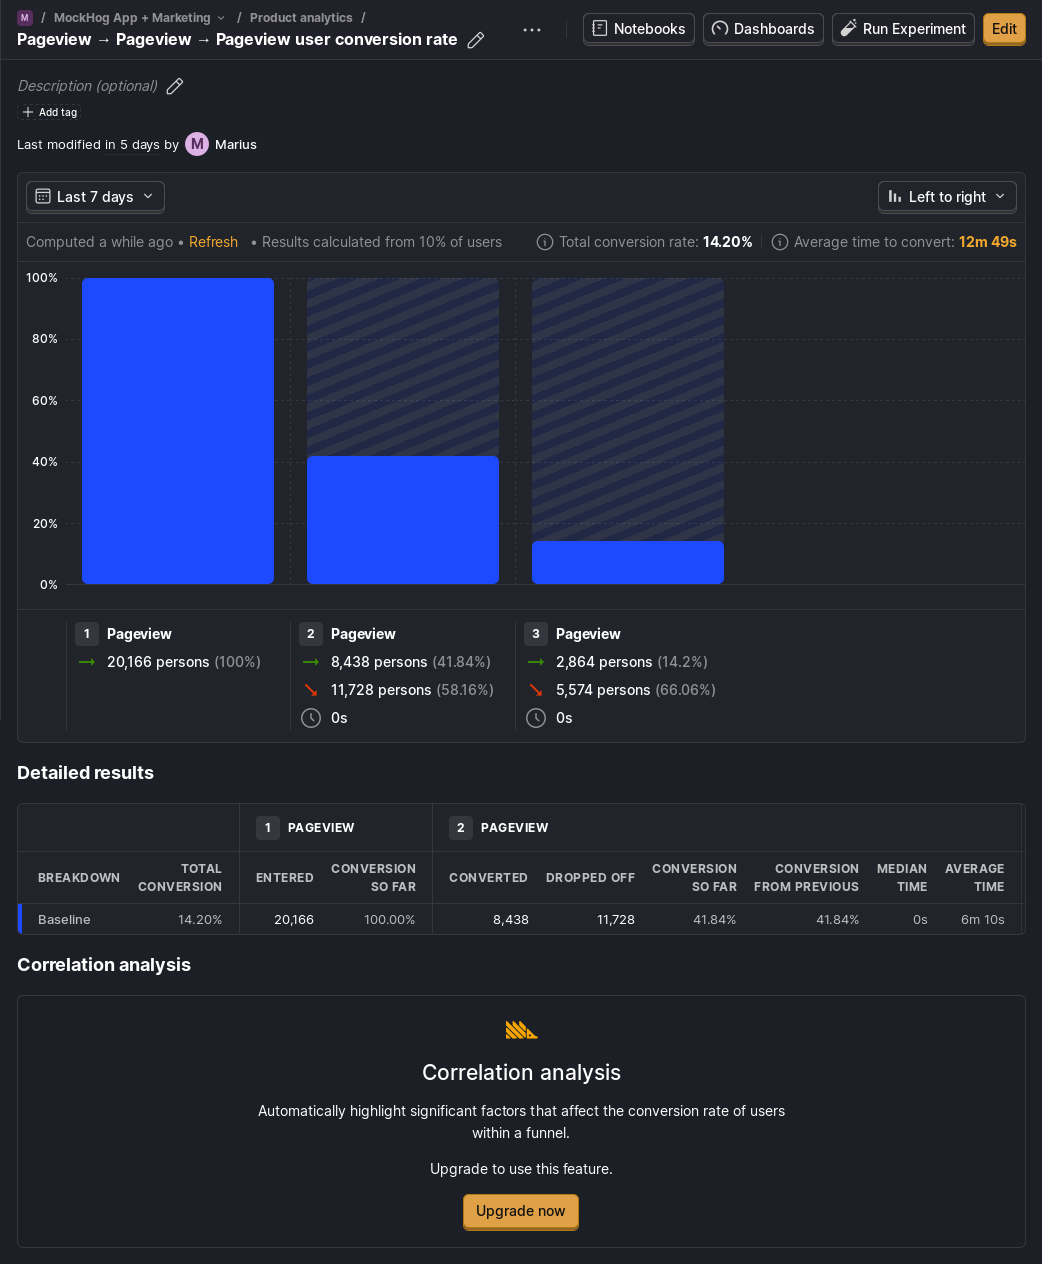 M / MockHog App + Marketing / Product analytics /
Pageview → Pageview → Pageview user conversion rate
Notebooks Dashboards Run Experiment Edit
Description (optional)
Add tag
Last modified in 5 days by M Marius
Last 7 days Left to right
Computed a while ago • Refresh • Results calculated from 10% of users Total conversion rate: 14.20% Average time to convert: 12m 49s
100%
80%
60%
40%
20%
0%
1 Pageview 2 Pageview 3 Pageview
20,166 persons (100%) 8,438 persons (41.84%) 2,864 persons (14.2%)
11,728 persons (58.16%) 5,574 persons (66.06%)
0s 0s
Detailed results
1 PAGEVIEW 2 PAGEVIEW
BREAKDOWN TOTAL CONVERSION ENTERED CONVERSION SO FAR CONVERTED DROPPED OFF CONVERSION SO FAR CONVERSION FROM PREVIOUS MEDIAN TIME AVERAGE TIME
Baseline 14.20% 20,166 100.00% 8,438 11,728 41.84% 41.84% 0s 6m 10s
Correlation analysis
Correlation analysis
Automatically highlight significant factors that affect the conversion rate of users
within a funnel.
Upgrade to use this feature.
Upgrade now